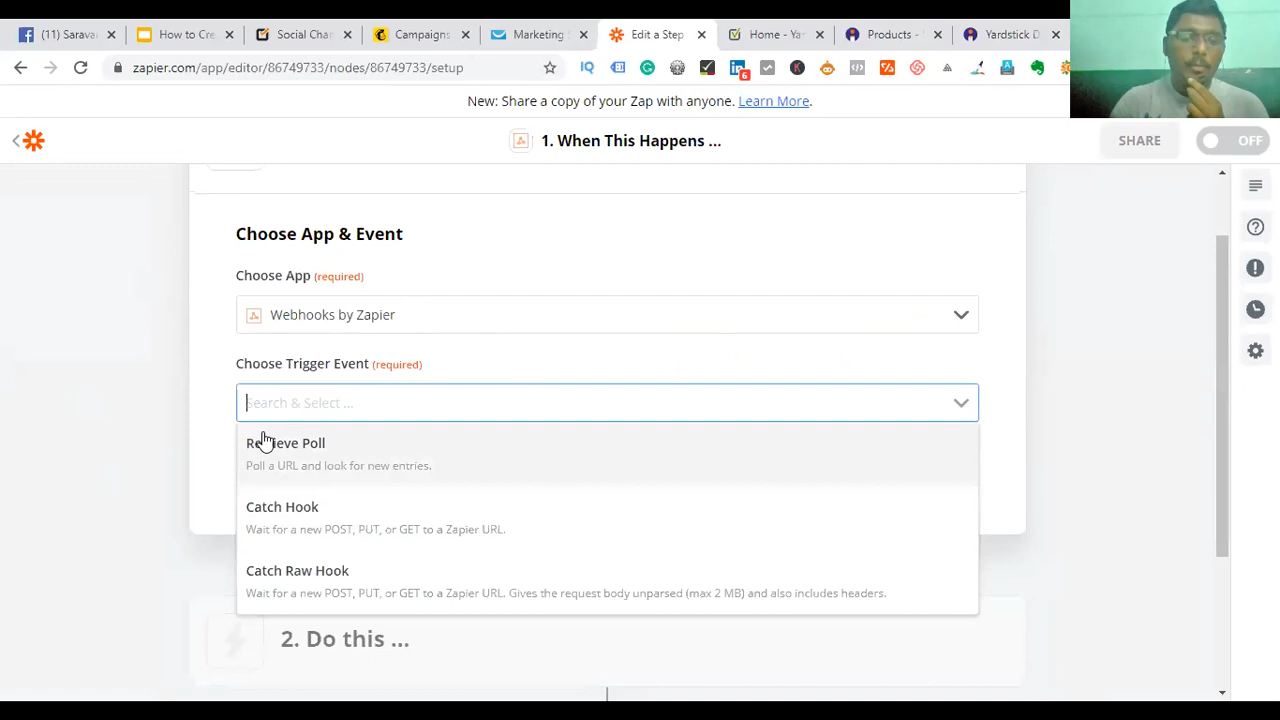 (11) Sarava
How to Cre
Social Chan
Campaigns
Marketing
Edit a Step
Home - Ya
Products -
Yardstick D
zapier.com/app/editor/86749733/nodes/86749733/setup
6
New: Share a copy of your Zap with anyone. Learn More.
1. When This Happens ...
SHARE
OFF
Choose App & Event
Choose App (required)
Webhooks by Zapier
Choose Trigger Event (required)
Search & Select ...
Retrieve Poll
Poll a URL and look for new entries.
Catch Hook
Wait for a new POST, PUT, or GET to a Zapier URL.
Catch Raw Hook
Wait for a new POST, PUT, or GET to a Zapier URL. Gives the request body unparsed (max 2 MB) and also includes headers.
2. Do this ...